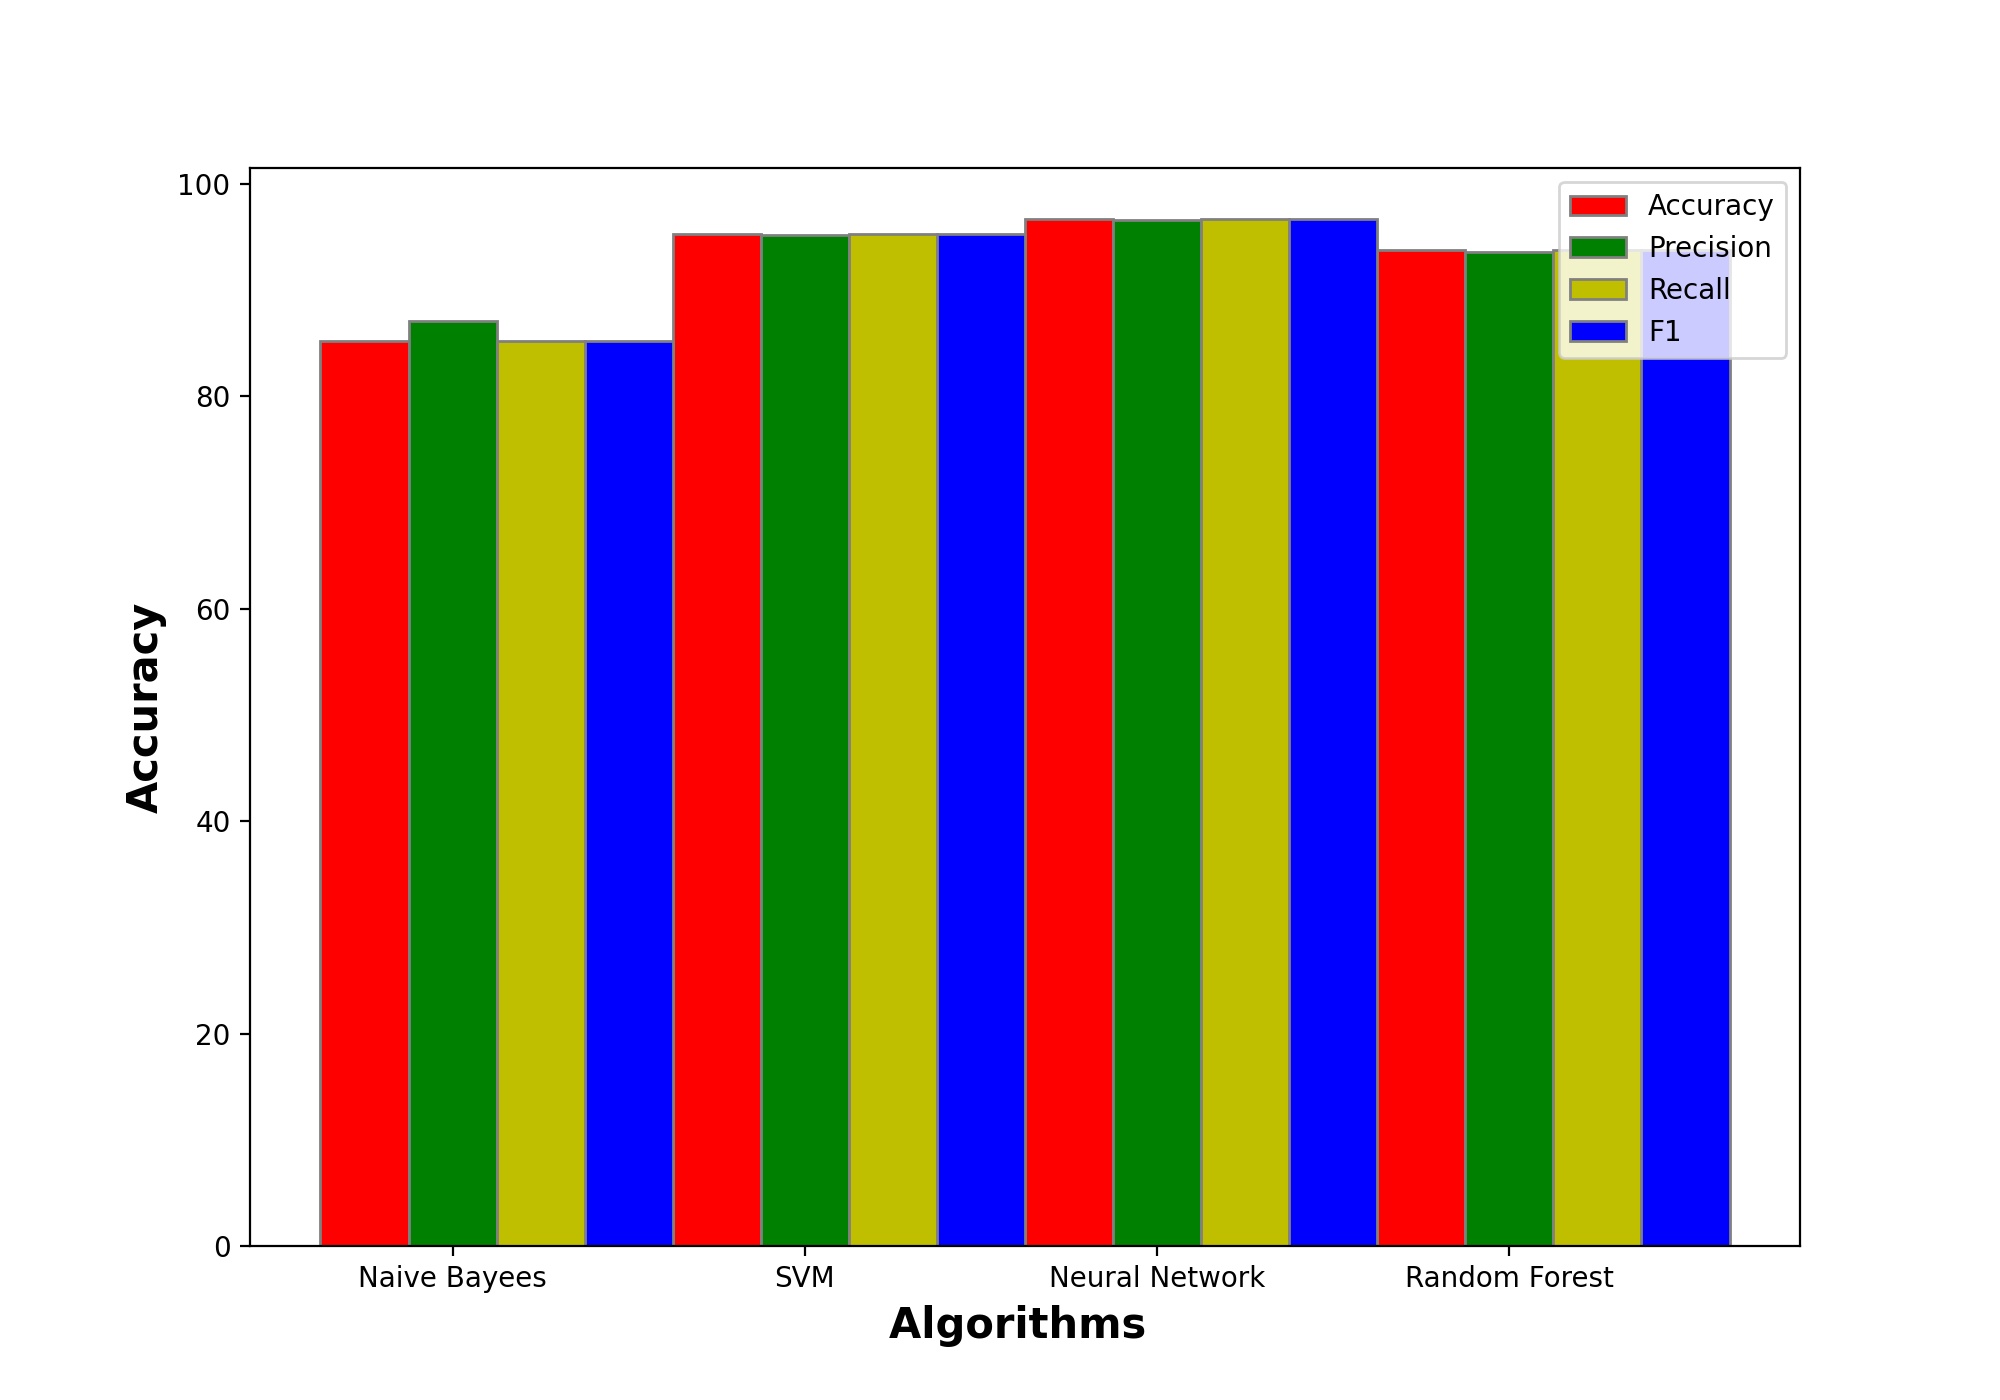 100
80
60
40
20
0
Accuracy
Accuracy
Precision
Recall
F1
Naive Bayees
SVM
Neural Network
Random Forest
Algorithms